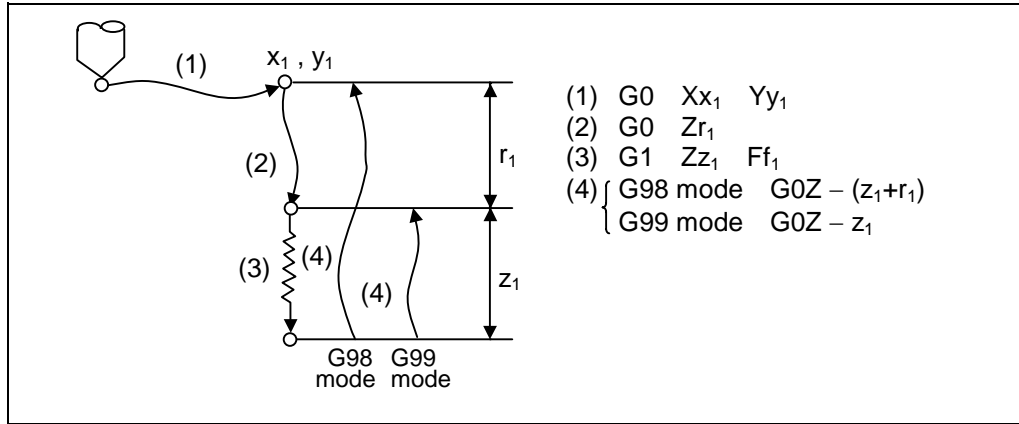 (1)
x₁ , y₁
(2)
r₁
(3)
(4)
(4)
z₁
G98 mode
G99 mode
(1) G0 Xx₁ Yy₁
(2) G0 Zr₁
(3) G1 Zz₁ Ff₁
(4) { G98 mode G0Z – (z₁+r₁)
G99 mode G0Z – z₁